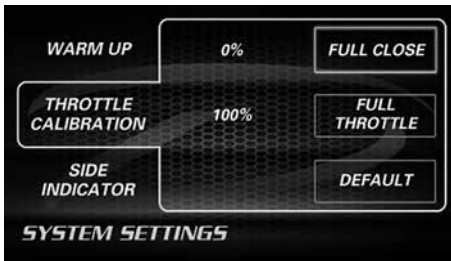 WARM UP
0%
FULL CLOSE
THROTTLE
CALIBRATION
100%
FULL
THROTTLE
SIDE
INDICATOR
DEFAULT
SYSTEM SETTINGS